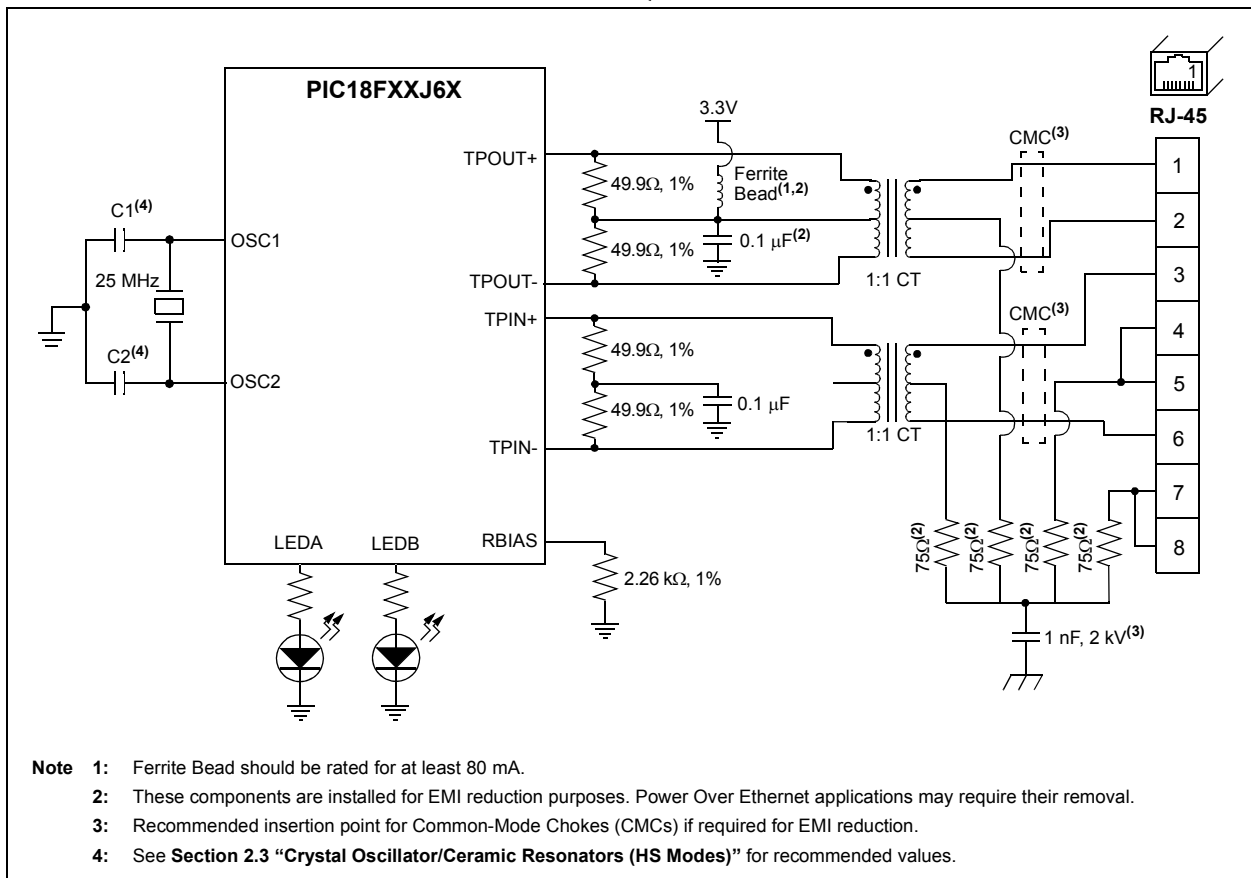 PIC18FXXJ6X
1
RJ-45
3.3V
CMC(3)
TPOUT+
49.9Ω, 1%
Ferrite
Bead(1,2)
1
C1(4)
OSC1
49.9Ω, 1%
0.1 μF(2)
2
25 MHz
TPOUT-
1:1 CT
3
TPIN+
CMC(3)
4
C2(4)
49.9Ω, 1%
OSC2
5
49.9Ω, 1%
0.1 μF
TPIN-
1:1 CT
6
7
LEDA
LEDB
RBIAS
75Ω(2)
75Ω(2)
75Ω(2)
75Ω(2)
8
2.26 kΩ, 1%
1 nF, 2 kV(3)
Note 1: Ferrite Bead should be rated for at least 80 mA.
2: These components are installed for EMI reduction purposes. Power Over Ethernet applications may require their removal.
3: Recommended insertion point for Common-Mode Chokes (CMCs) if required for EMI reduction.
4: See Section 2.3 “Crystal Oscillator/Ceramic Resonators (HS Modes)” for recommended values.